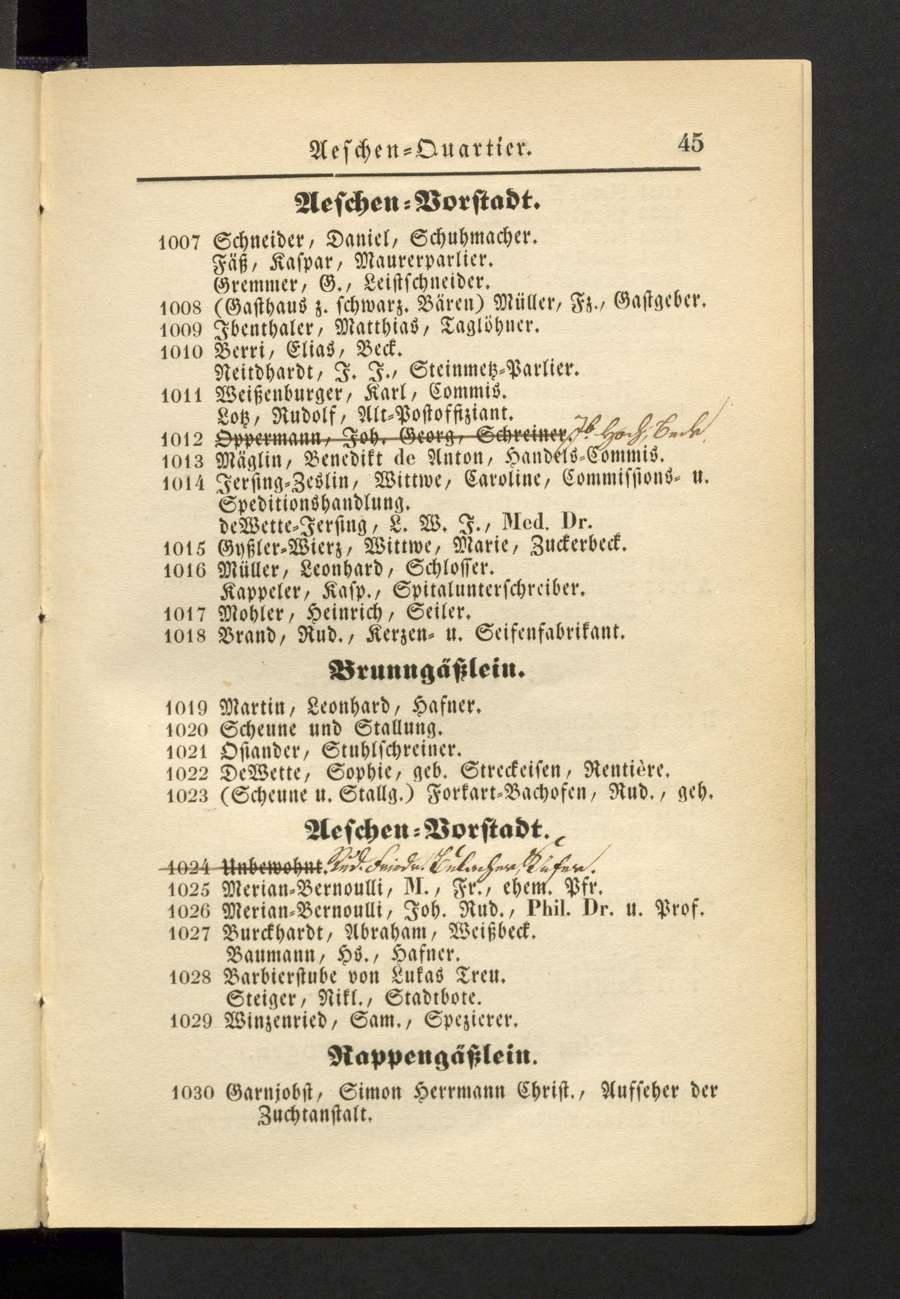 Aeschen-Quartier. 45
Aeschen-Vorstadt.
1007 Schneider, Daniel, Schuhmacher.
Fäß, Kaspar, Maurerparlier.
Gremmer, G., Leistschneider.
1008 (Gasthaus z. schwarz. Bären) Müller, Fz., Gastgeber.
1009 Ibenthaler, Matthias, Taglöhner.
1010 Berri, Elias, Beck.
Neitdhardt, J. J., Steinmetz-Parlier.
1011 Weißenburger, Karl, Commis.
Lotz, Rudolf, Alt-Postoffiziant.
1012 Oppermann, Joh. Georg, Schreiner, Jb.
1013 Mäglin, Benedikt de Anton, Handels-Commis.
1014 Jersing-Zeslin, Wittwe, Caroline, Commissions- u.
Speditionshandlung.
deWette-Jersing, L. W. F., Med. Dr.
1015 Gyßler-Wierz, Wittwe, Marie, Zuckerbeck.
1016 Müller, Leonhard, Schlosser.
Kappeler, Kasp., Spitalunterschreiber.
1017 Mohler, Heinrich, Seiler.
1018 Brand, Rud., Kerzen- u. Seifenfabrikant.
Brunngäßlein.
1019 Martin, Leonhard, Hafner.
1020 Scheune und Stallung.
1021 Osiander, Stuhlschreiner.
1022 DeWette, Sophie, geb. Streckeisen, Rentière.
1023 (Scheune u. Stallg.) Forkart-Bachofen, Rud., geh.
Aeschen-Vorstadt.
1024 Unbewohnt. Rud. Friedr. Küfer.
1025 Merian-Bernoulli, M., Fr., ehem. Pfr.
1026 Merian-Bernoulli, Joh. Rud., Phil. Dr. u. Prof.
1027 Burckhardt, Abraham, Weißbeck.
Baumann, Hs., Hafner.
1028 Barbierstube von Lukas Treu.
Steiger, Nikl., Stadtbote.
1029 Winzenried, Sam., Spezierer.
Rappengäßlein.
1030 Garnjobst, Simon Herrmann Christ., Aufseher der
Zuchtanstalt.